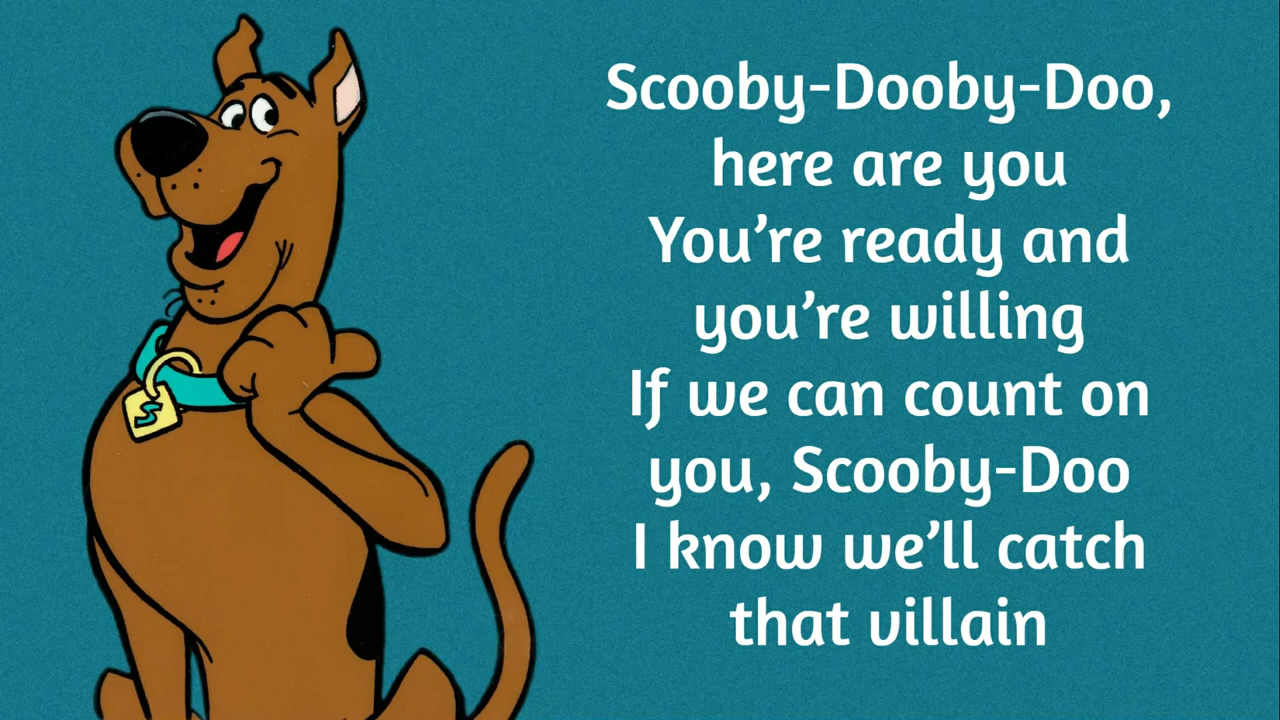 Scooby-Dooby-Doo,
here are you
You’re ready and
you’re willing
If we can count on
you, Scooby-Doo
I know we’ll catch
that villain
S